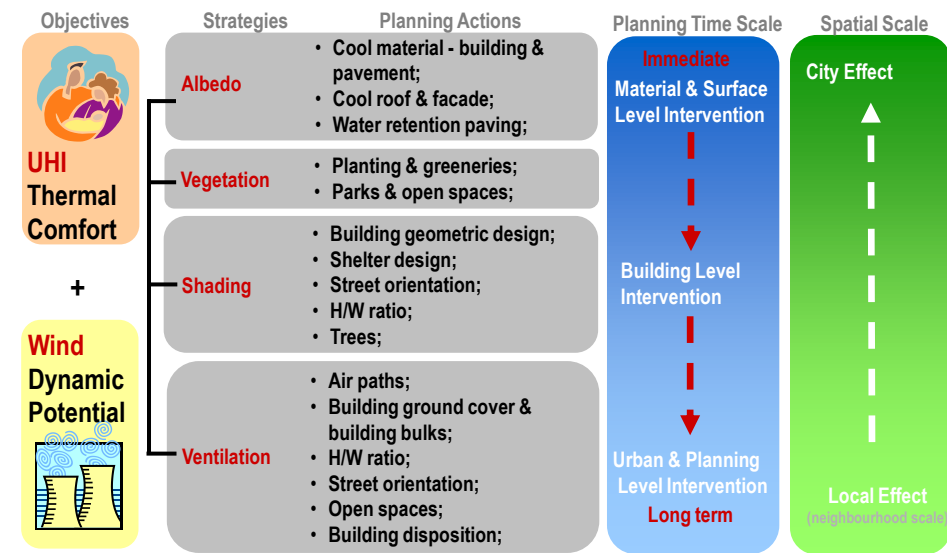 Objectives
Strategies
Planning Actions
Planning Time Scale
Spatial Scale
UHI
Thermal
Comfort
+
Wind
Dynamic
Potential
Albedo
• Cool material - building &
pavement;
• Cool roof & facade;
• Water retention paving;
Vegetation
• Planting & greeneries;
• Parks & open spaces;
Shading
• Building geometric design;
• Shelter design;
• Street orientation;
• H/W ratio;
• Trees;
Ventilation
• Air paths;
• Building ground cover &
building bulks;
• H/W ratio;
• Street orientation;
• Open spaces;
• Building disposition;
Immediate
Material & Surface
Level Intervention
Building Level
Intervention
Urban & Planning
Level Intervention
Long term
City Effect
Local Effect
(neighbourhood scale)